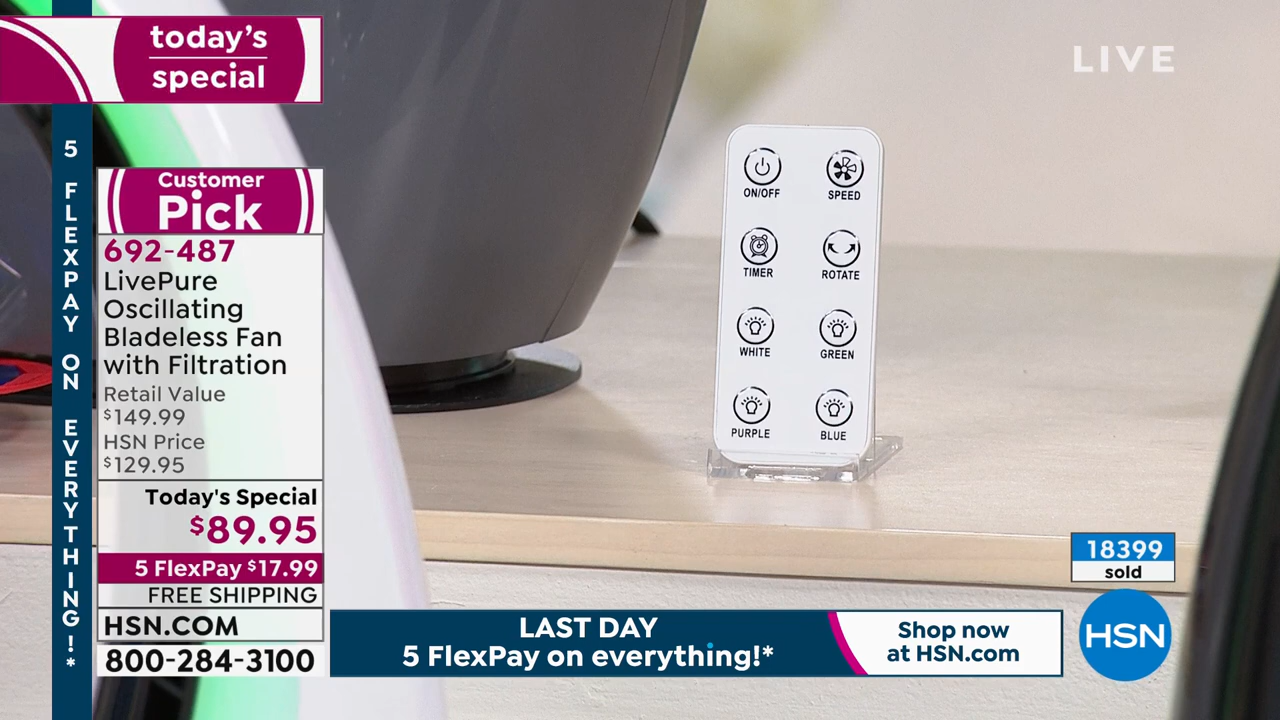 today's
special
LIVE
5 FLEXPAY ON EVERYTHING!*
Customer
Pick
692-487
LivePure
Oscillating
Bladeless Fan
with Filtration
Retail Value
$149.99
HSN Price
$129.95
Today's Special
$89.95
5 FlexPay $17.99
FREE SHIPPING
HSN.COM
800-284-3100
ON/OFF SPEED
TIMER ROTATE
WHITE GREEN
PURPLE BLUE
18399
sold
LAST DAY
5 FlexPay on everything!*
Shop now
at HSN.com
HSN